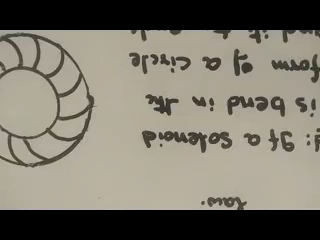 law.
: If a solenoid
is bend in the
form of a circle